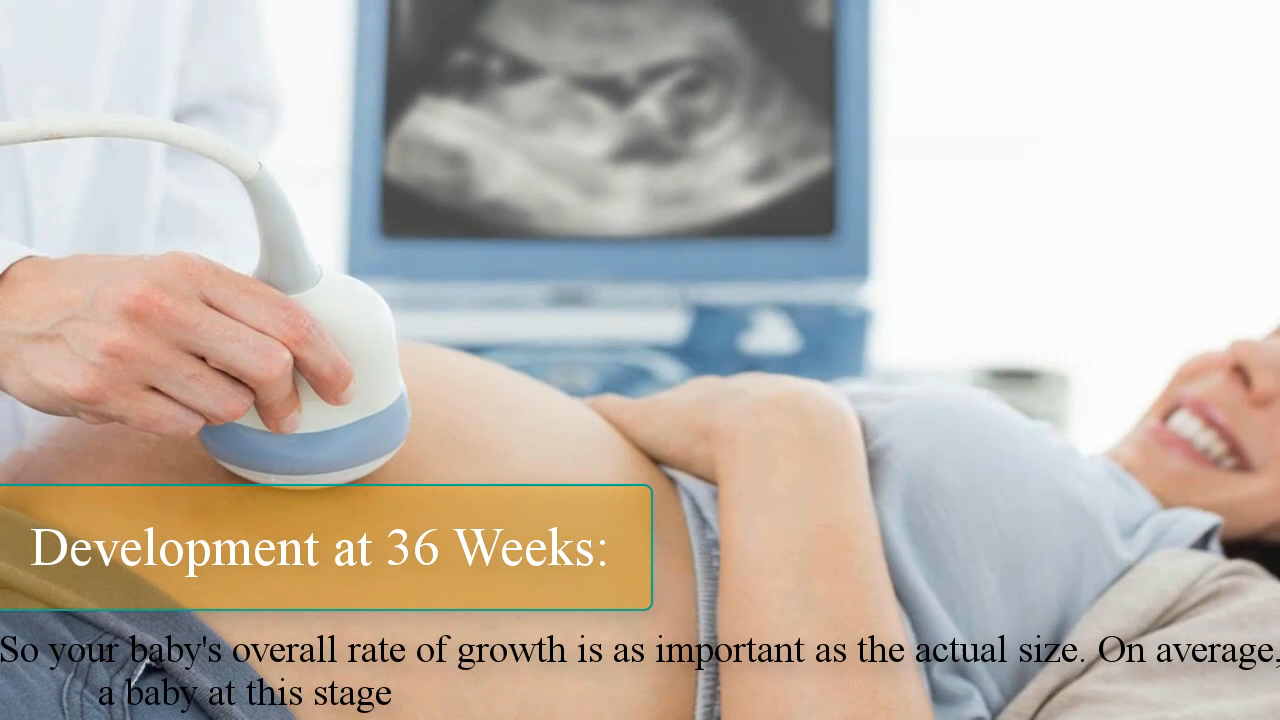 Development at 36 Weeks:
So your baby's overall rate of growth is as important as the actual size. On average,
a baby at this stage